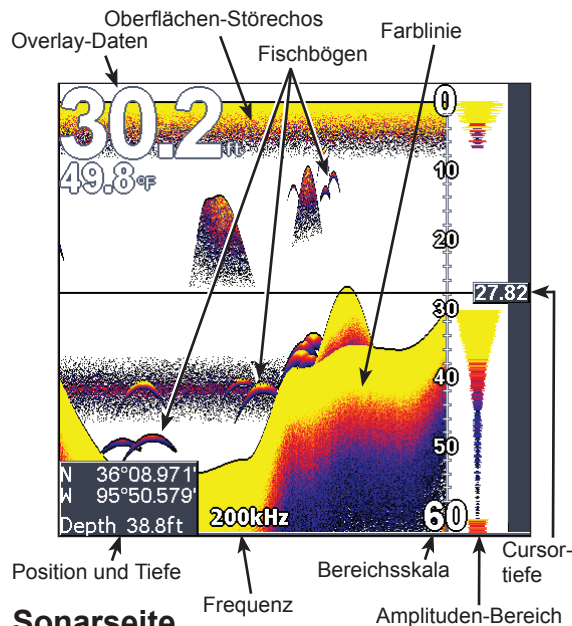 Oberflächen-Störechos
Overlay-Daten
Fischbögen
Farblinie
30.2 ft
49.8 °F
0
10
20
27.82
30
40
50
60
N 36°08.971'
W 95°50.579'
Depth 38.8ft
200kHz
Cursor-
tiefe
Position und Tiefe
Frequenz
Bereichsskala
Amplituden-Bereich
Sonarseite